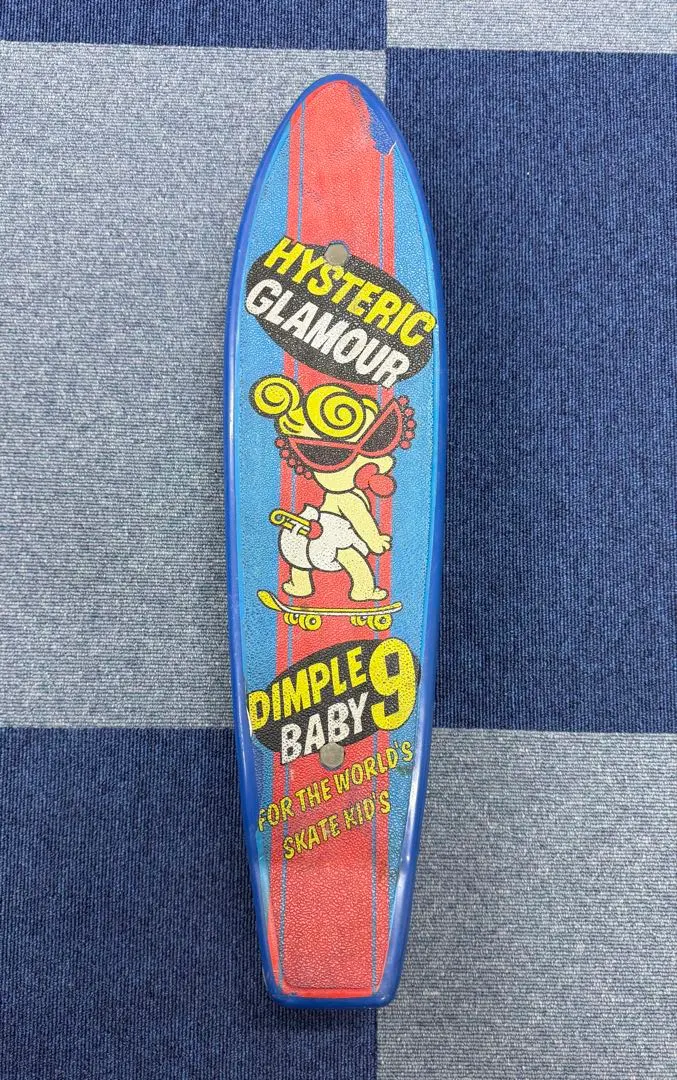 HYSTERIC
GLAMOUR
DIMPLE 9
BABY
FOR THE WORLD'S
SKATE KID'S